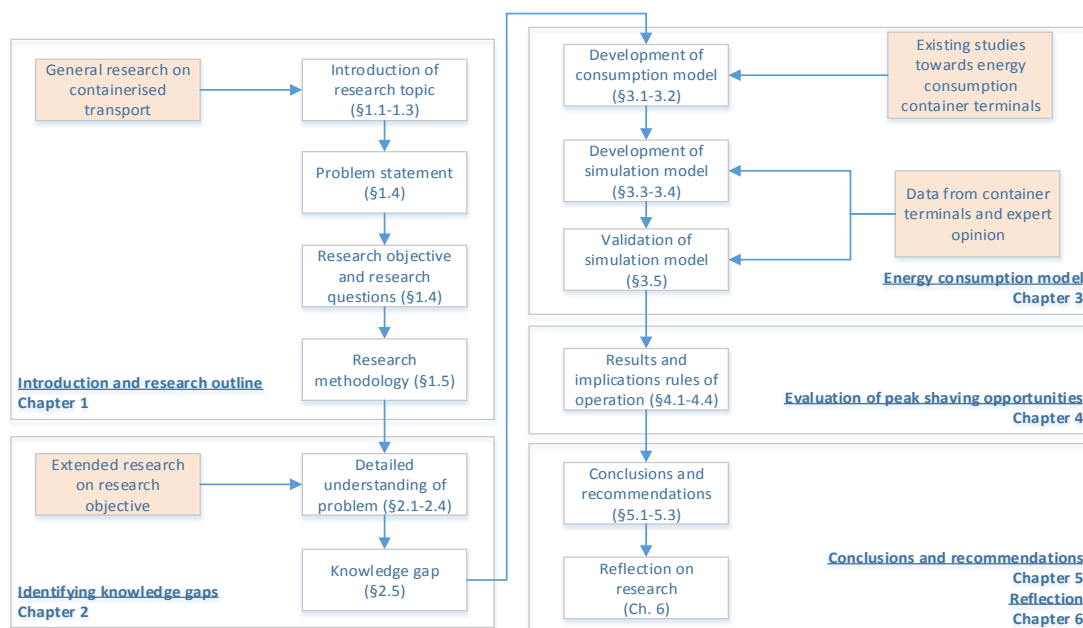 General research on
containerised
transport
Introduction of
research topic
(§1.1-1.3)
Problem statement
(§1.4)
Research objective
and research
questions (§1.4)
Research
methodology (§1.5)
Introduction and research outline
Chapter 1
Extended research
on research
objective
Detailed
understanding of
problem (§2.1-2.4)
Knowledge gap
(§2.5)
Identifying knowledge gaps
Chapter 2
Development of
consumption model
(§3.1-3.2)
Existing studies
towards energy
consumption
container terminals
Development of
simulation model
(§3.3-3.4)
Data from container
terminals and expert
opinion
Validation of
simulation model
(§3.5)
Energy consumption model
Chapter 3
Results and
implications rules of
operation (§4.1-4.4)
Evaluation of peak shaving opportunities
Chapter 4
Conclusions and
recommendations
(§5.1-5.3)
Reflection on
research
(Ch. 6)
Conclusions and recommendations
Chapter 5
Reflection
Chapter 6